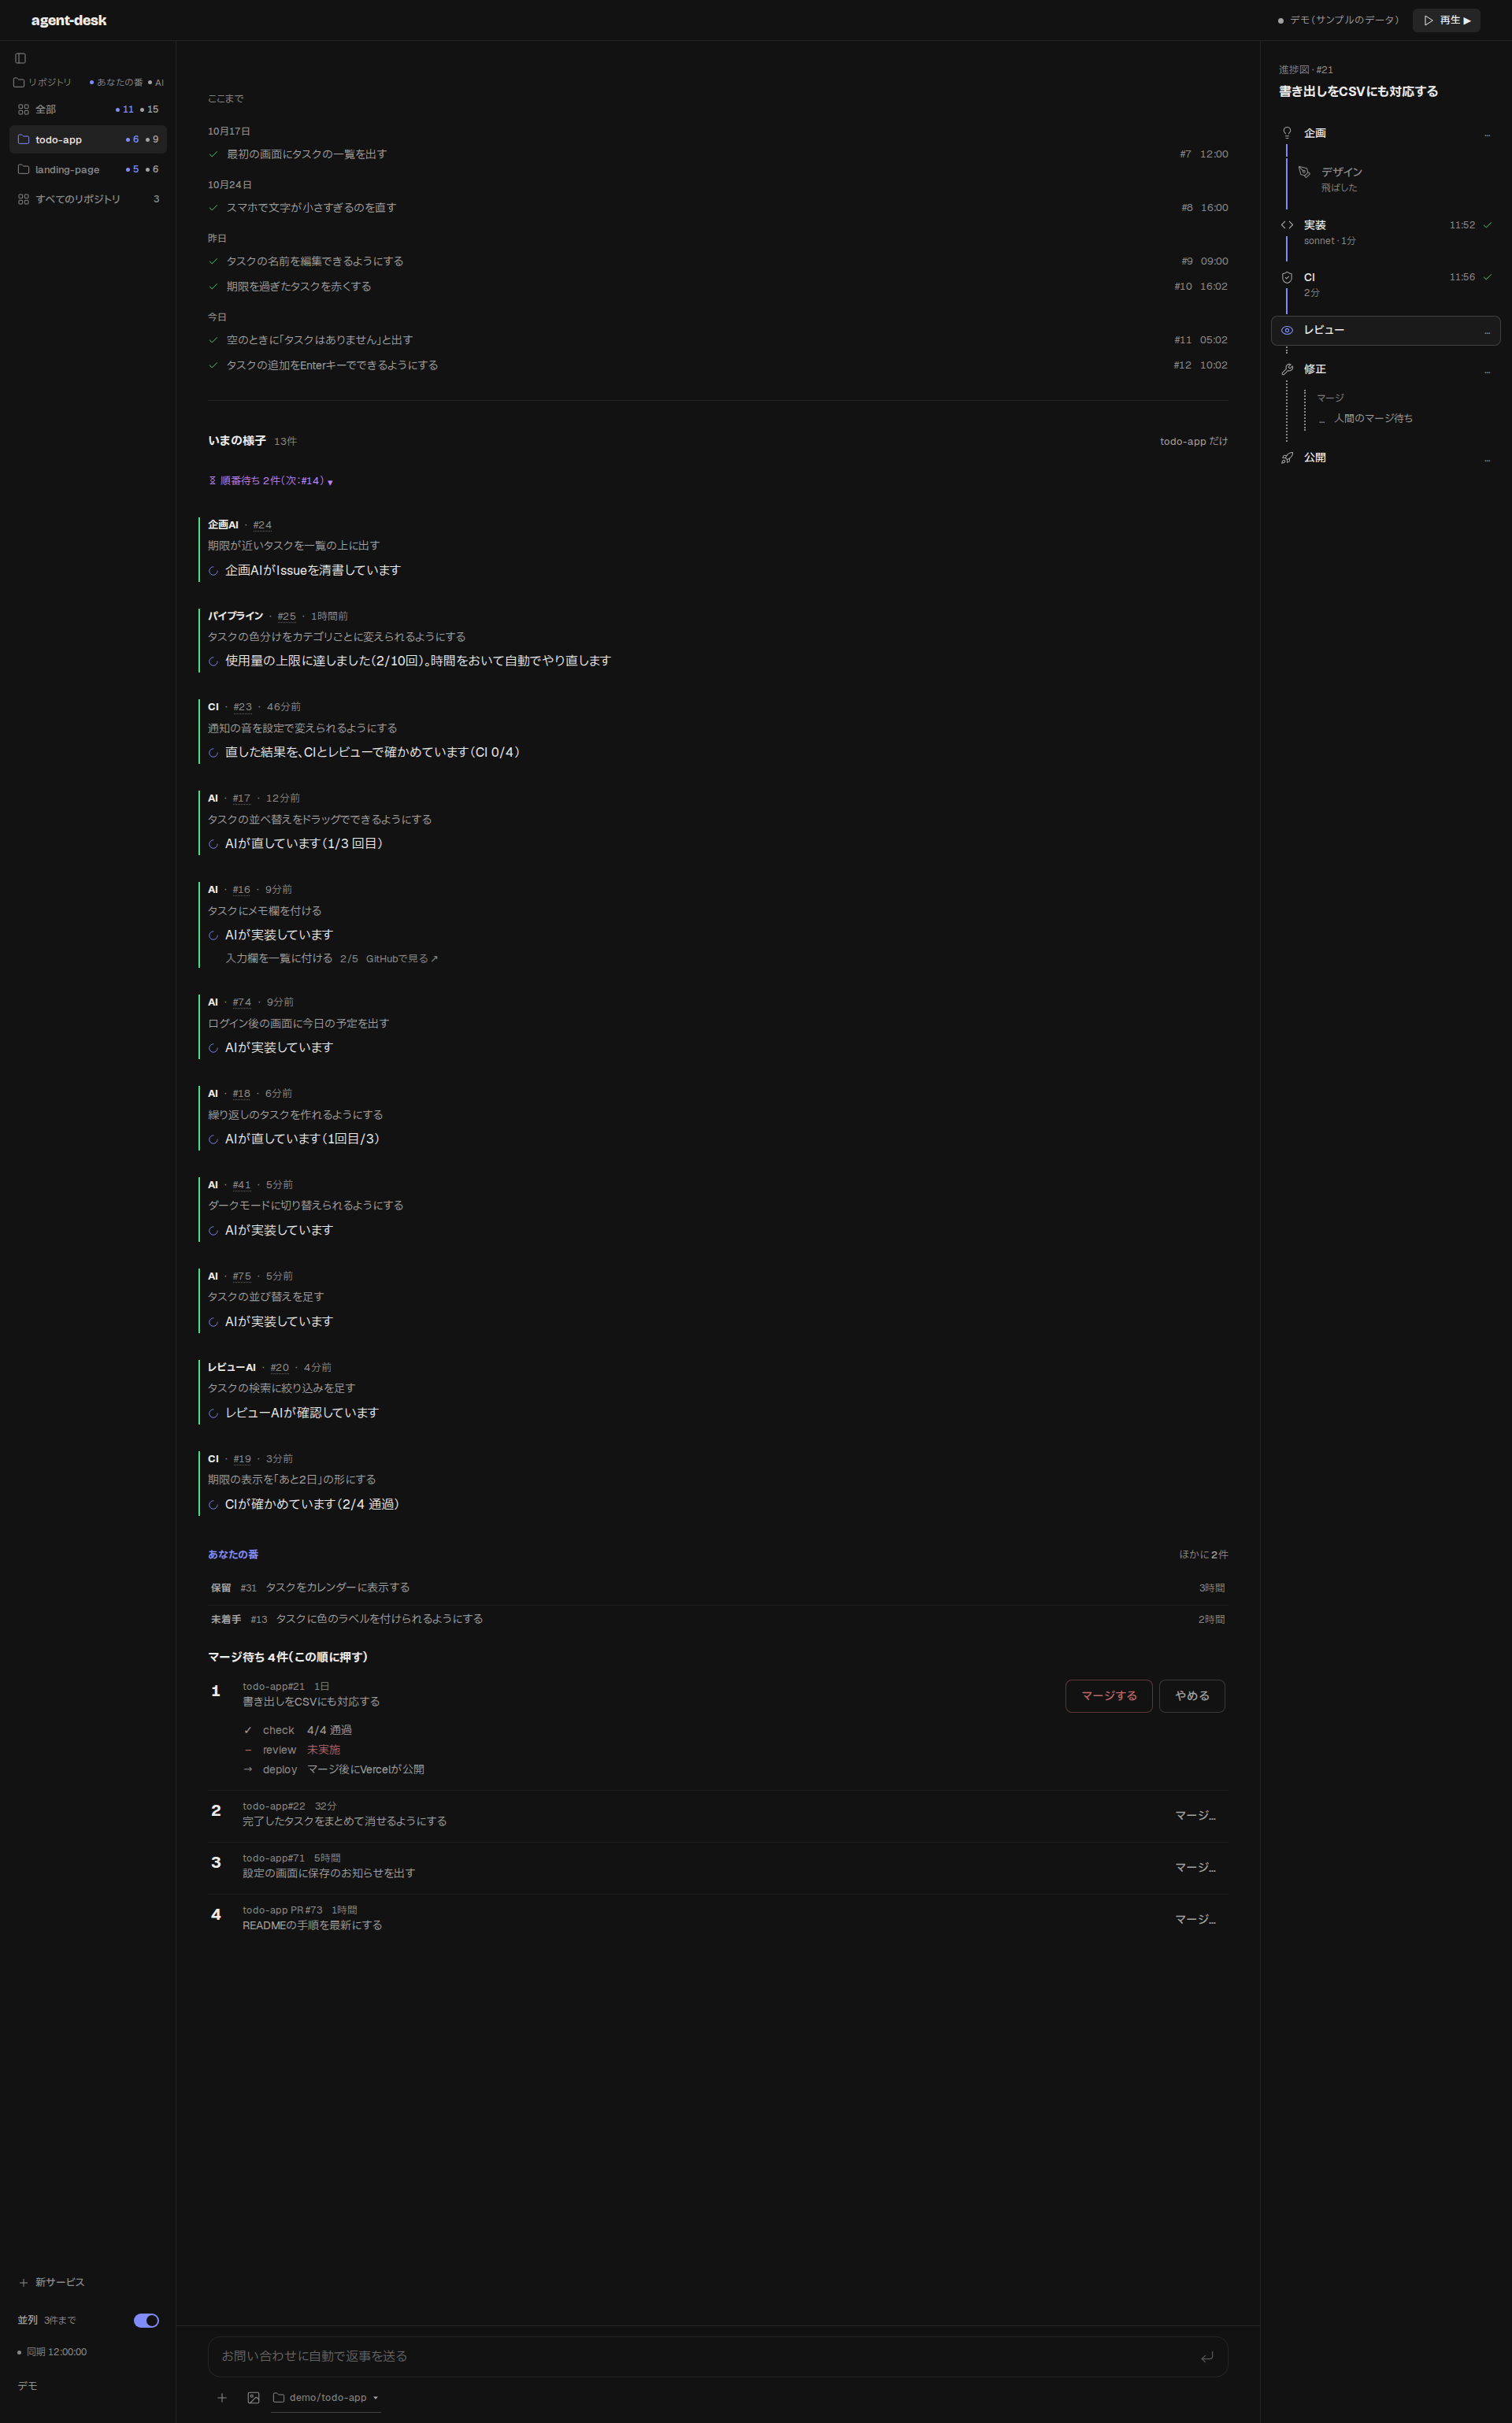 agent-desk
デモ（サンプルのデータ）
再生 ▶
リポジトリ
あなたの番
AI
全部
11
15
todo-app
6
9
landing-page
5
6
すべてのリポジトリ
3
ここまで
10月17日
最初の画面にタスクの一覧を出す
#7 12:00
10月24日
スマホで文字が小さすぎるのを直す
#8 16:00
昨日
タスクの名前を編集できるようにする
#9 09:00
期限を過ぎたタスクを赤くする
#10 16:02
今日
空のときに「タスクはありません」と出す
#11 05:02
タスクの追加をEnterキーでできるようにする
#12 10:02
いまの様子 13件
todo-app だけ
順番待ち 2件（次：#14）▼
企画AI · #24
期限が近いタスクを一覧の上に出す
企画AIがIssueを清書しています
パイプライン · #25 · 1時間前
タスクの色分けをカテゴリごとに変えられるようにする
使用量の上限に達しました（2/10回）。時間をおいて自動でやり直します
CI · #23 · 46分前
通知の音を設定で変えられるようにする
直した結果を、CIとレビューで確かめています（CI 0/4）
AI · #17 · 12分前
タスクの並べ替えをドラッグでできるようにする
AIが直しています（1/3 回目）
AI · #16 · 9分前
タスクにメモ欄を付ける
AIが実装しています
入力欄を一覧に付ける 2/5 GitHubで見る ↗
AI · #74 · 9分前
ログイン後の画面に今日の予定を出す
AIが実装しています
AI · #18 · 6分前
繰り返しのタスクを作れるようにする
AIが直しています（1回目/3）
AI · #41 · 5分前
ダークモードに切り替えられるようにする
AIが実装しています
AI · #75 · 5分前
タスクの並び替えを足す
AIが実装しています
レビューAI · #20 · 4分前
タスクの検索に絞り込みを足す
レビューAIが確認しています
CI · #19 · 3分前
期限の表示を「あと2日」の形にする
CIが確かめています（2/4 通過）
あなたの番
ほかに 2件
保留 #31 タスクをカレンダーに表示する
3時間
未着手 #13 タスクに色のラベルを付けられるようにする
2時間
マージ待ち 4件（この順に押す）
1
todo-app#21 1日
書き出しをCSVにも対応する
マージする
やめる
✓ check 4/4 通過
– review 未実施
→ deploy マージ後にVercelが公開
2
todo-app#22 32分
完了したタスクをまとめて消せるようにする
マージ…
3
todo-app#71 5時間
設定の画面に保存のお知らせを出す
マージ…
4
todo-app PR#73 1時間
READMEの手順を最新にする
マージ…
進捗図 · #21
書き出しをCSVにも対応する
企画
…
デザイン
飛ばした
実装
11:52
sonnet · 1分
CI
11:56
2分
レビュー
…
修正
…
マージ
… 人間のマージ待ち
公開
…
新サービス
並列 3件まで
同期 12:00:00
デモ
お問い合わせに自動で返事を送る
demo/todo-app ▾